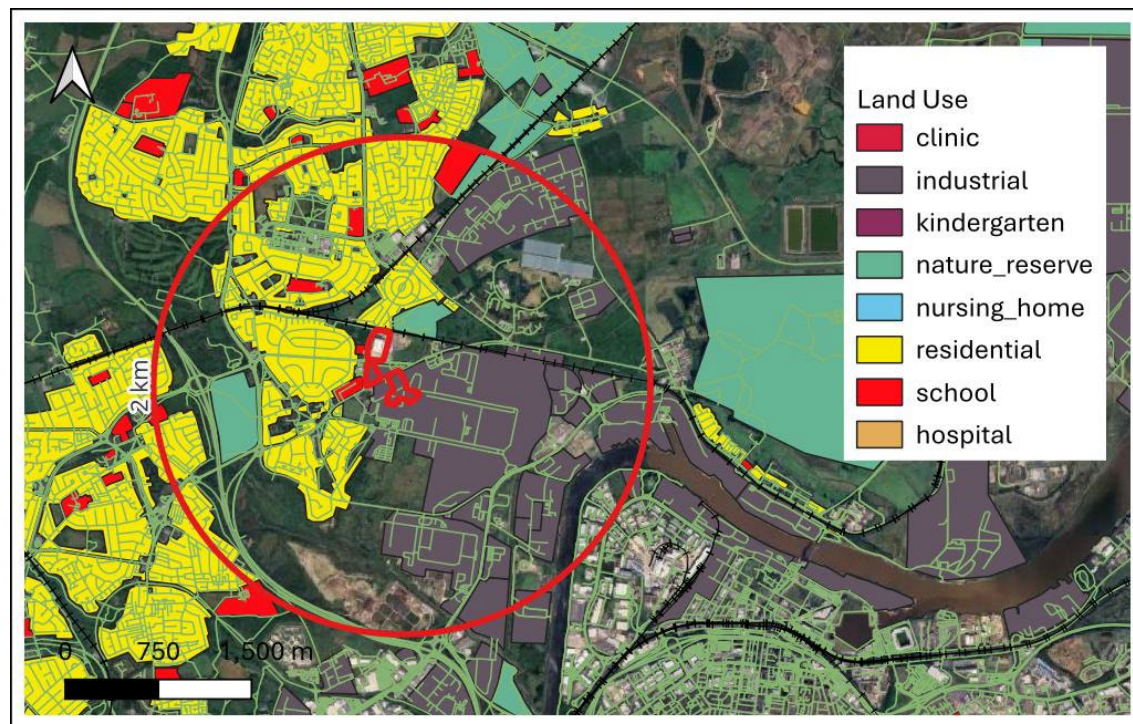 Land Use
clinic
industrial
kindergarten
nature_reserve
nursing_home
residential
school
hospital
2 km
0 750 1,500 m